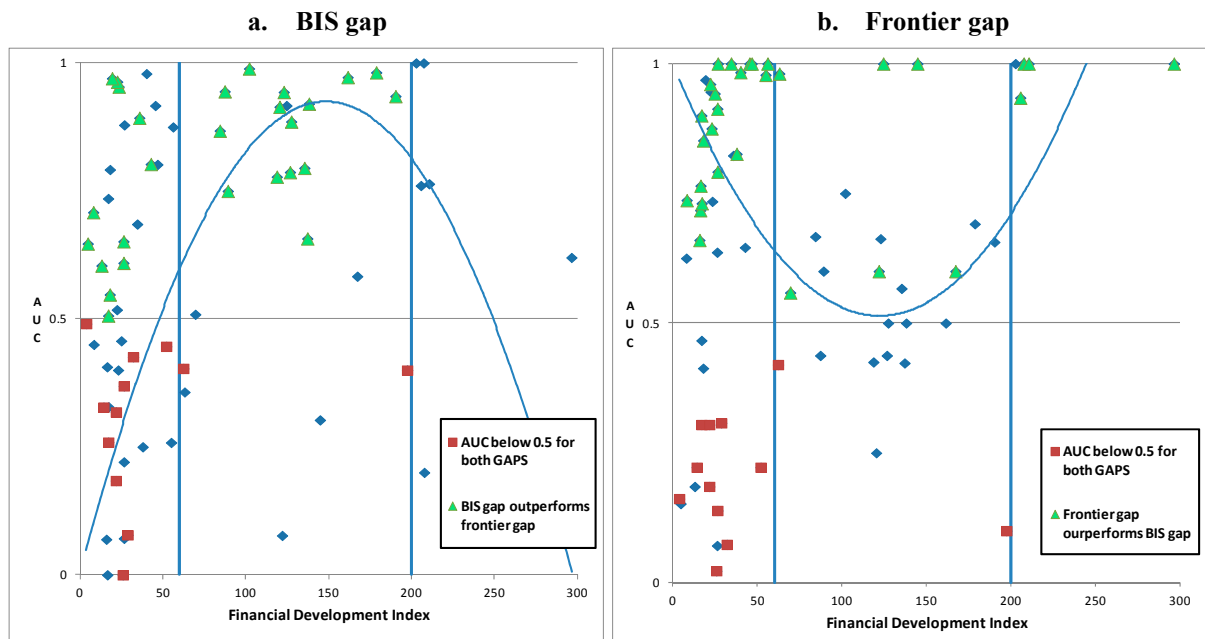 a. BIS gap
1
A
U
C
0.5
0
0 50 100 150 200 250 300
Financial Development Index
AUC below 0.5 for
both GAPS
BIS gap outperforms
frontier gap
b. Frontier gap
1
A
U
C
0.5
0
0 50 100 150 200 250 300
Financial Development Index
AUC below 0.5 for
both GAPS
Frontier gap
ourperforms BIS gap